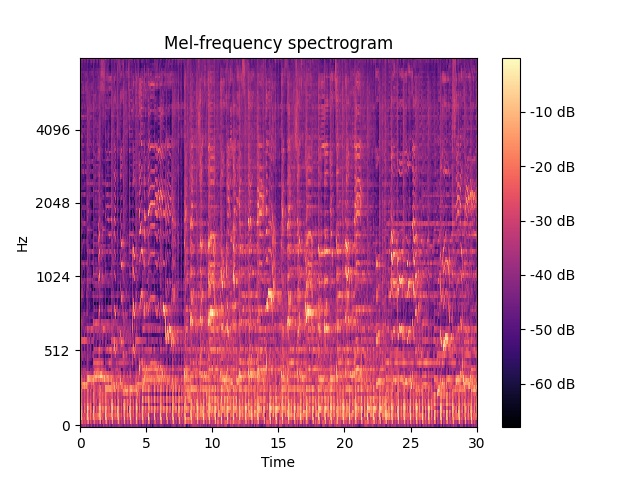 Mel-frequency spectrogram
Hz
4096
2048
1024
512
0
0 5 10 15 20 25 30
Time
-10 dB
-20 dB
-30 dB
-40 dB
-50 dB
-60 dB